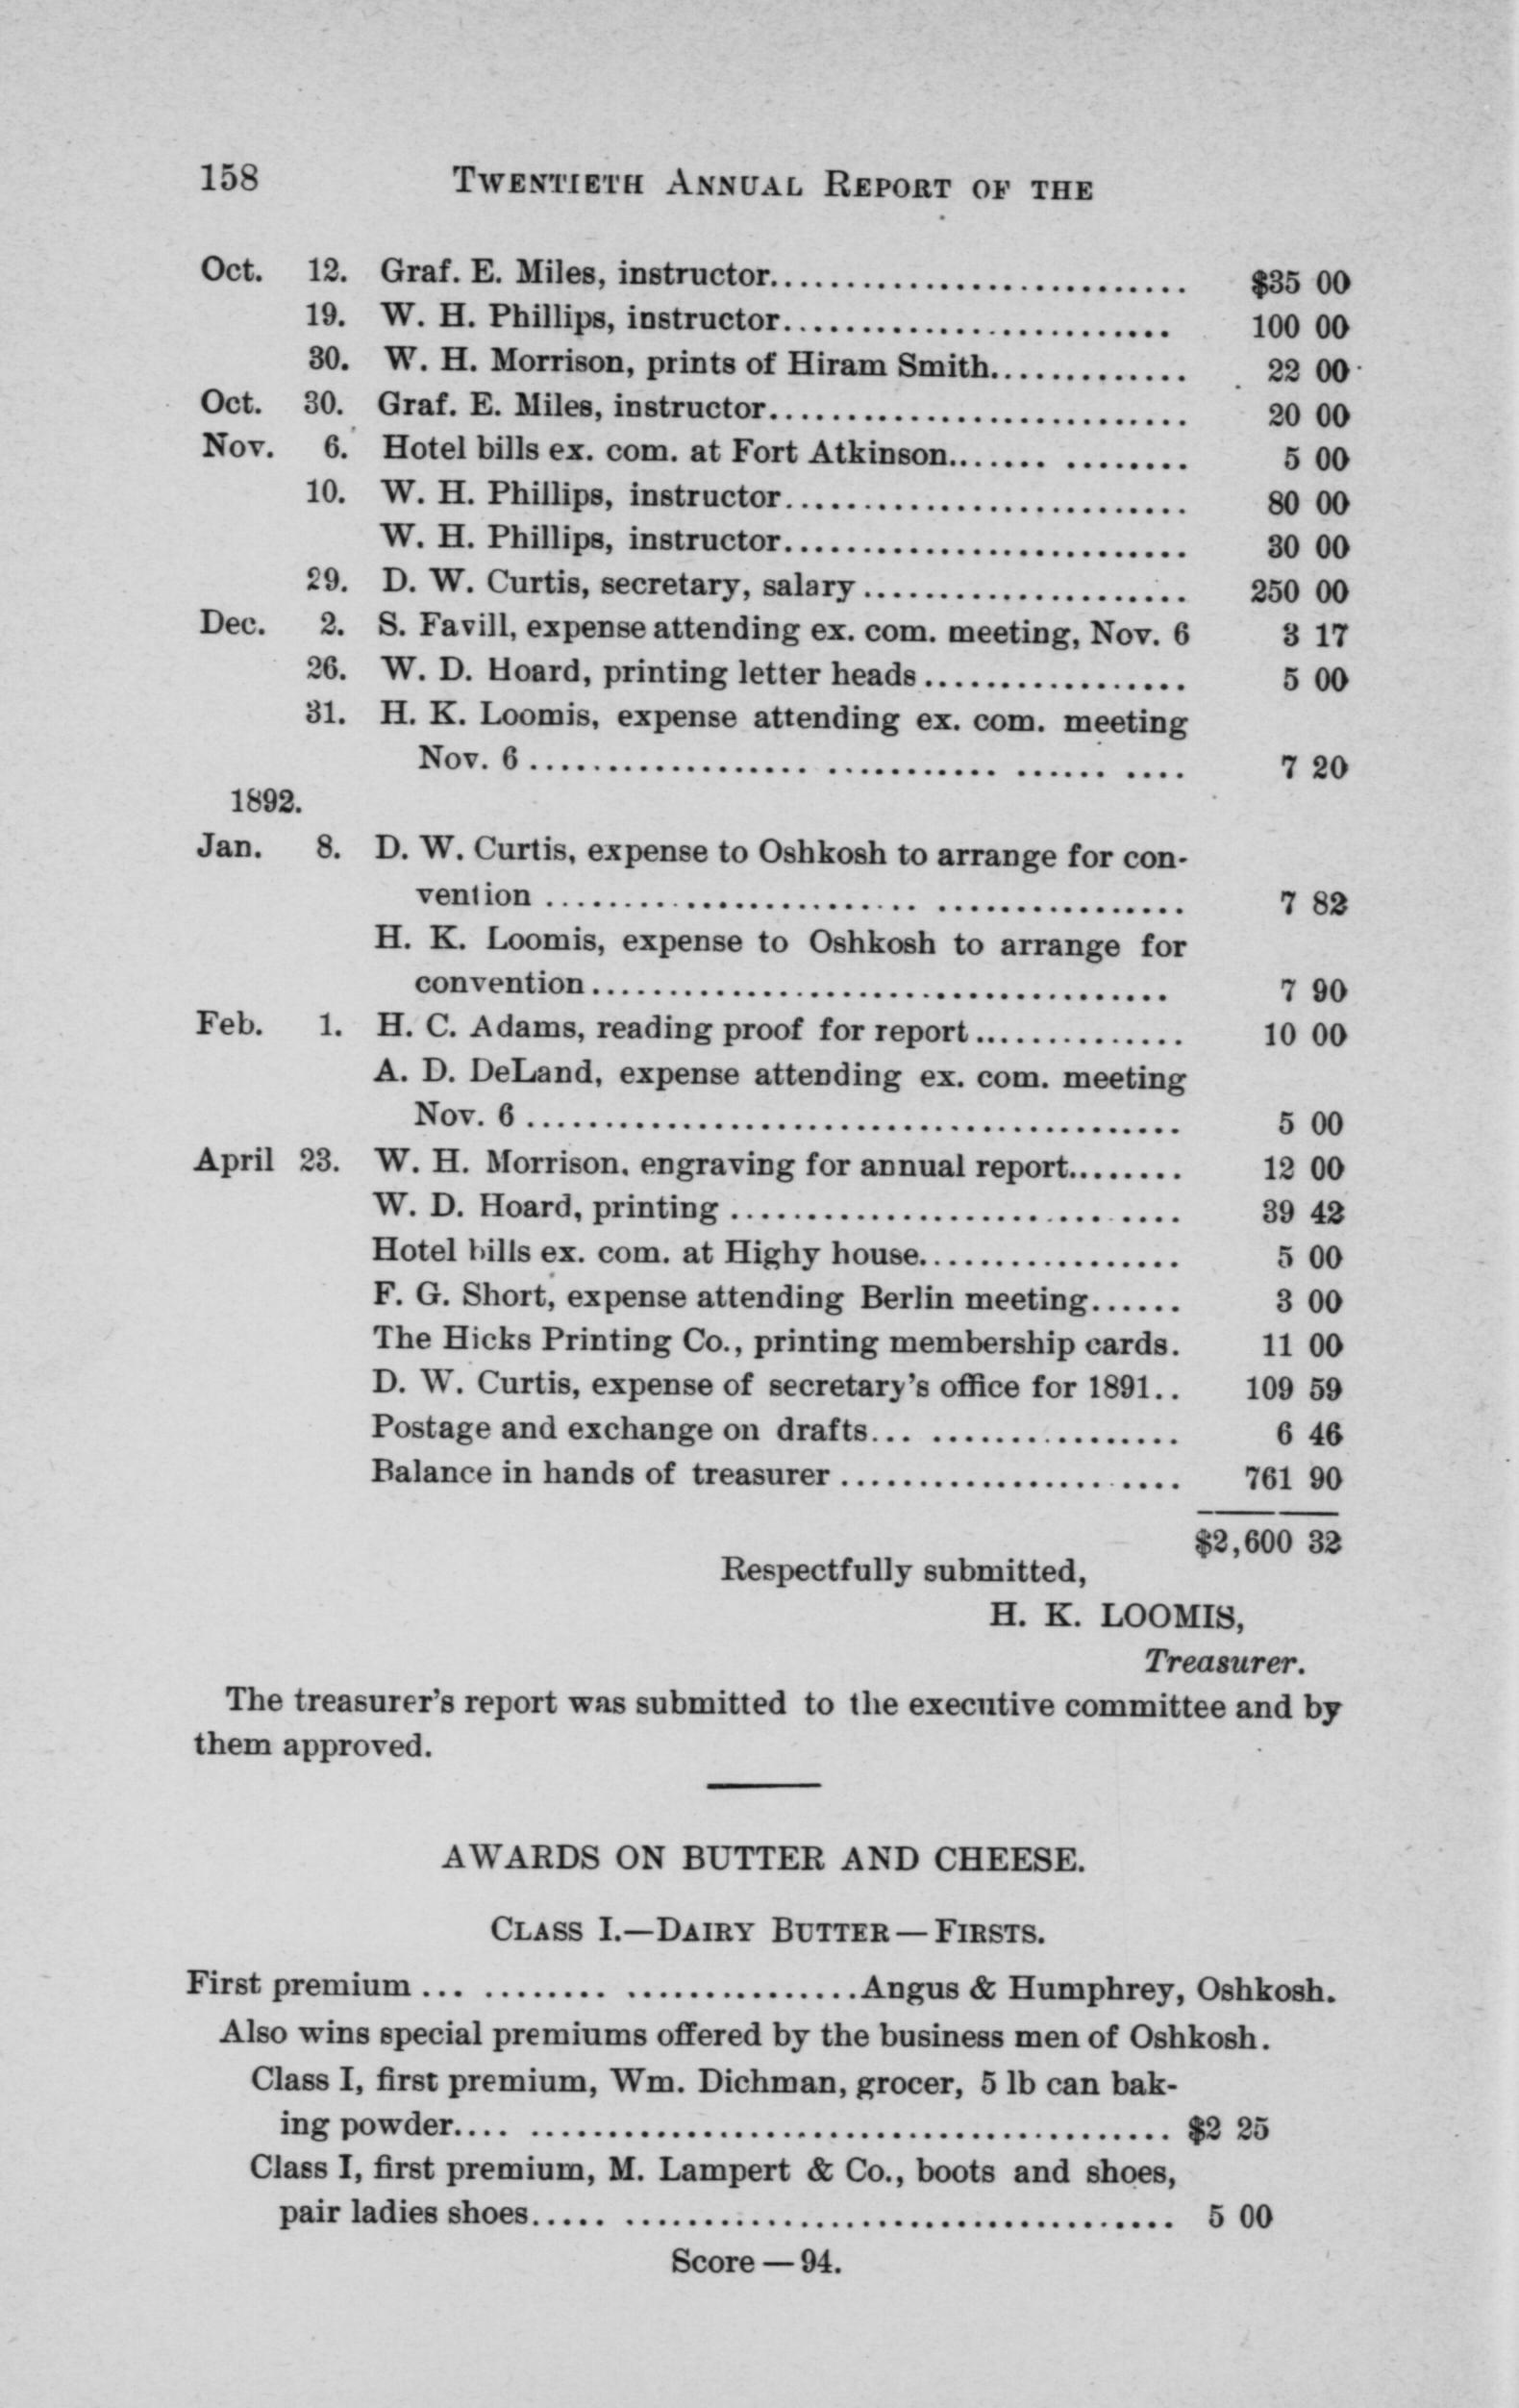 158 TWENTIETH ANNUAL REPORT OF THE
Oct. 12. Graf. E. Miles, instructor............................ $35 00
19. W. H. Phillips, instructor.......................... 100 00
30. W. H. Morrison, prints of Hiram Smith............. 22 00
Oct. 30. Graf. E. Miles, instructor............................ 20 00
Nov. 6. Hotel bills ex. com. at Fort Atkinson....... ........ 5 00
10. W. H. Phillips, instructor........................... 80 00
W. H. Phillips, instructor........................... 30 00
29. D. W. Curtis, secretary, salary ...................... 250 00
Dec. 2. S. Favill, expense attending ex. com. meeting, Nov. 6 3 17
26. W. D. Hoard, printing letter heads .................. 5 00
31. H. K. Loomis, expense attending ex. com. meeting
Nov. 6 .................. ........... ...... .... 7 20
1892.
Jan. 8. D. W. Curtis, expense to Oshkosh to arrange for con-
vention ........................ ................ 7 82
H. K. Loomis, expense to Oshkosh to arrange for
convention...................................... 7 90
Feb. 1. H. C. Adams, reading proof for report .............. 10 00
A. D. DeLand, expense attending ex. com. meeting
Nov. 6 .......................................... 5 00
April 23. W. H. Morrison, engraving for annual report........ 12 00
W. D. Hoard, printing .............................. 39 42
Hotel bills ex. com. at Highy house................. 5 00
F. G. Short, expense attending Berlin meeting...... 3 00
The Hicks Printing Co., printing membership cards. 11 00
D. W. Curtis, expense of secretary's office for 1891.. 109 59
Postage and exchange on drafts... ................ 6 46
Balance in hands of treasurer ...................... 761 90
$2,600 32
Respectfully submitted,
H. K. LOOMIS,
Treasurer.
The treasurer's report was submitted to the executive committee and by
them approved.
AWARDS ON BUTTER AND CHEESE.
CLASS I.—DAIRY BUTTER—FIRSTS.
First premium ... ........ ...............Angus & Humphrey, Oshkosh.
Also wins special premiums offered by the business men of Oshkosh.
Class I, first premium, Wm. Dichman, grocer, 5 lb can bak-
ing powder.... ......................................... $2 25
Class I, first premium, M. Lampert & Co., boots and shoes,
pair ladies shoes..... ................................... 5 00
Score—94.